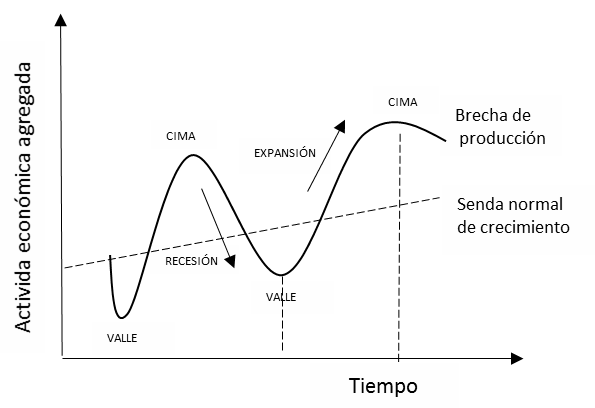 Activida económica agregada
CIMA
CIMA
Brecha de
producción
EXPANSIÓN
Senda normal
de crecimiento
RECESIÓN
VALLE
VALLE
Tiempo